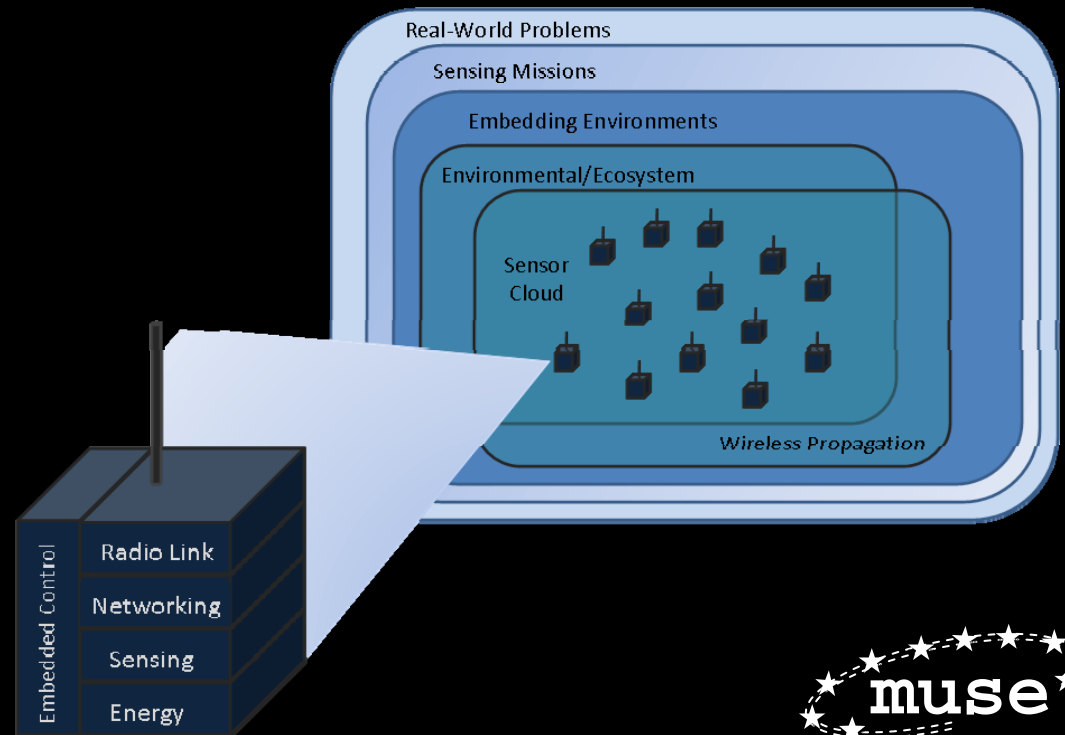 Real-World Problems
Sensing Missions
Embedding Environments
Environmental/Ecosystem
Sensor
Cloud
Wireless Propagation
Embedded Control
Radio Link
Networking
Sensing
Energy
muse